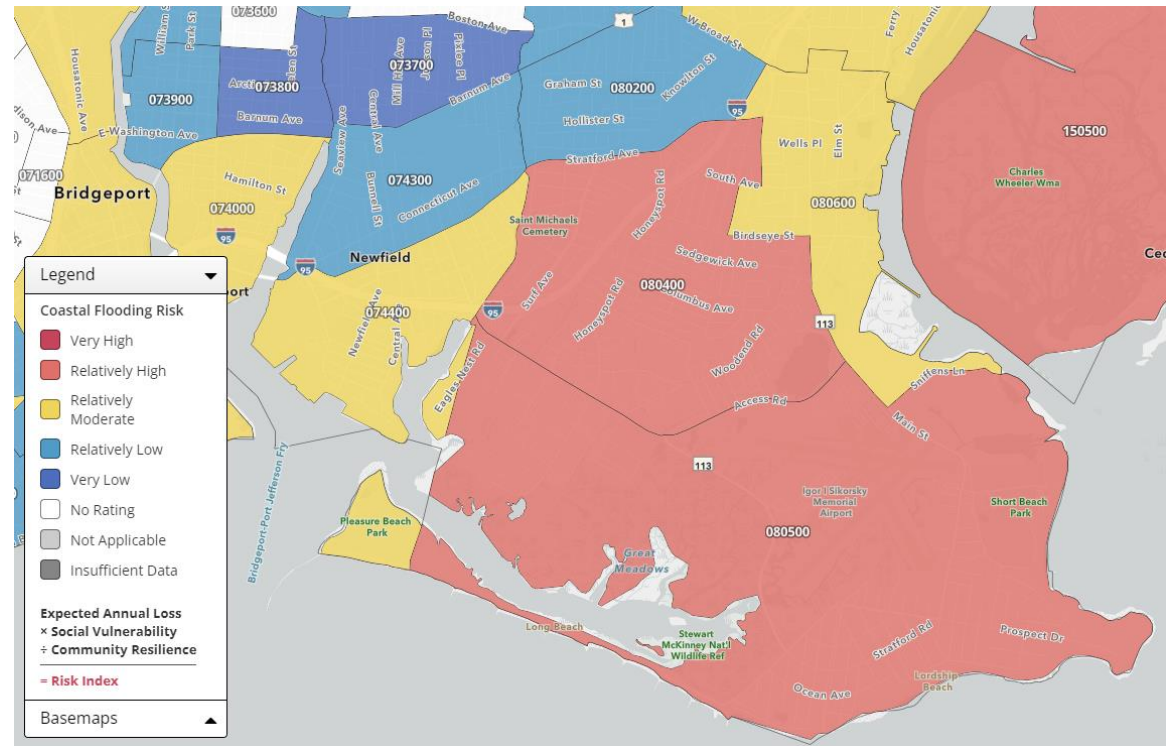 073600
Boston Ave
1
W Broad St
Ferry
Housatonic
William St
Park St
Housatonic Ave
073900
073800
Barnum Ave
073700
Mill Hill Ave
Pixlee Pl
Barnum Ave
Graham St
080200
Knowlton St
Hollister St
95
150500
Charles
Wheeler Wma
E Washington Ave
Seaview Ave
Central Ave
Stratford Ave
Wells Pl
Elm St
071600
Bridgeport
Hamilton St
074000
95
074300
Bunnell St
Connecticut Ave
South Ave
Honeyspot Rd
080600
Saint Michaels
Cemetery
Birdseye St
Newfield
95
Sedgewick Ave
Surf Ave
080400
Columbus Ave
Honeyspot Rd
074400
Newfield Ave
95
113
Woodend Rd
Eagles Nest Rd
Sniffens Ln
Access Rd
Main St
113
Igor I Sikorsky
Memorial
Airport
Short Beach
Park
080500
Bridgeport-Port Jefferson Fry
Pleasure Beach
Park
Great
Meadows
Long Beach
Stewart
McKinney Nat'l
Wildlife Ref
Stratford Rd
Prospect Dr
Lordship
Beach
Ocean Ave
Legend
Coastal Flooding Risk
Very High
Relatively High
Relatively
Moderate
Relatively Low
Very Low
No Rating
Not Applicable
Insufficient Data
Expected Annual Loss
× Social Vulnerability
÷ Community Resilience
= Risk Index
Basemaps